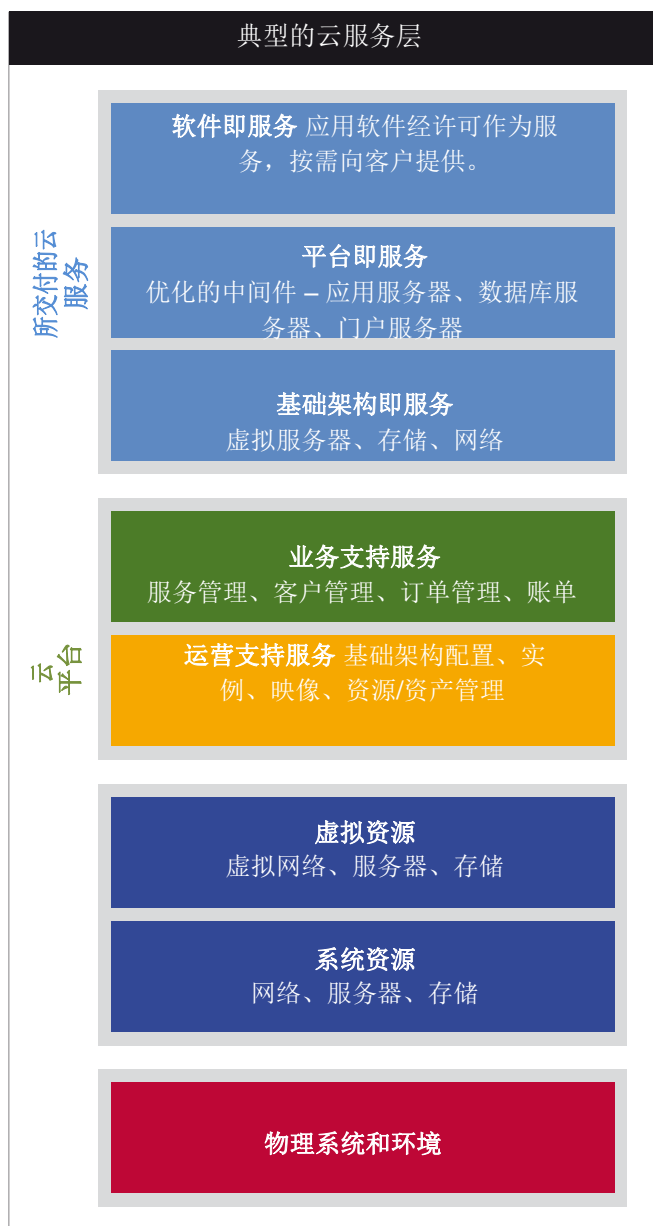 典型的云服务层
所交付的云
服务
软件即服务 应用软件经许可作为服
务，按需向客户提供。
平台即服务
优化的中间件 – 应用服务器、数据库服
务器、门户服务器
基础架构即服务
虚拟服务器、存储、网络
云
平台
业务支持服务
服务管理、客户管理、订单管理、账单
运营支持服务 基础架构配置、实
例、映像、资源/资产管理
虚拟资源
虚拟网络、服务器、存储
系统资源
网络、服务器、存储
物理系统和环境